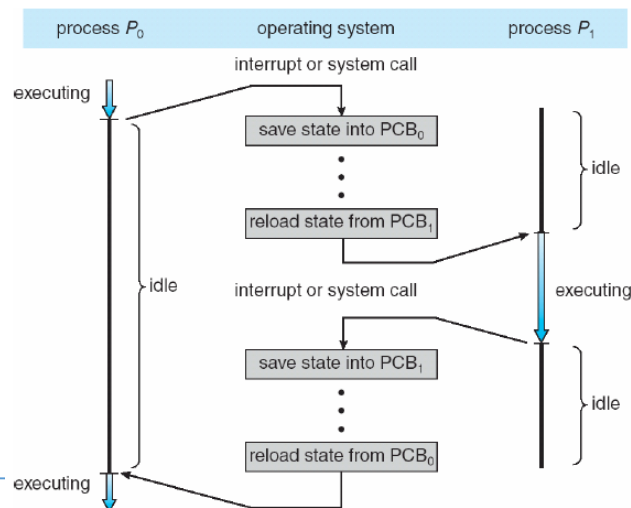 process P0 operating system process P1
interrupt or system call
executing
save state into PCB0
idle
reload state from PCB1
idle
interrupt or system call
executing
save state into PCB1
idle
reload state from PCB0
executing